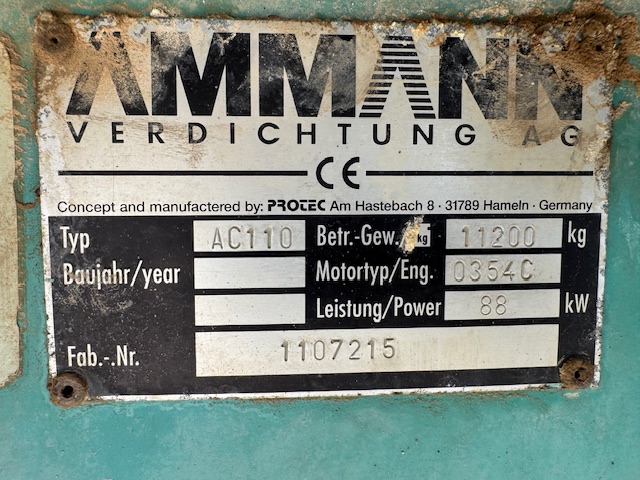 AMMANN
VERDICHTUNG AG
CE
Concept and manufactered by: PROTEC Am Hastebach 8 · 31789 Hameln · Germany
Typ AC110 Betr.-Gew./ kg 11200 kg
Baujahr/year Motortyp/Eng. 0354C
Leistung/Power 88 kW
Fab.-.Nr. 1107215